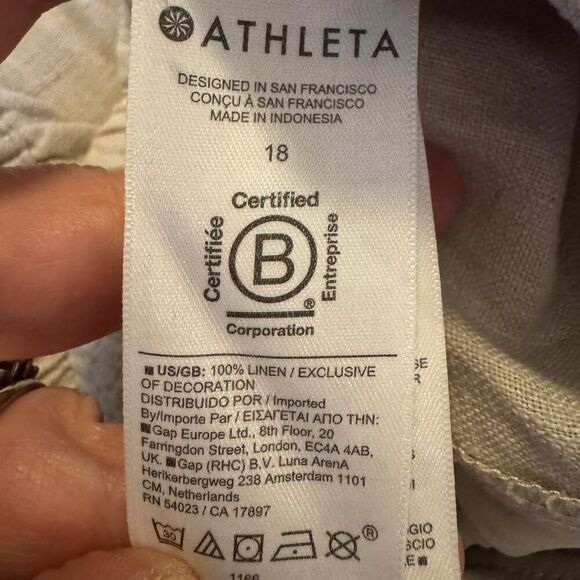 ATHLETA
DESIGNED IN SAN FRANCISCO
CONÇU À SAN FRANCISCO
MADE IN INDONESIA
18
Certified
Certifiée
B
Entreprise
®
Corporation
US/GB: 100% LINEN / EXCLUSIVE
OF DECORATION
DISTRIBUIDO POR / Imported
By/Importe Par / ΕΙΣΑΓΕΤΑΙ ΑΠΟ ΤΗΝ:
Gap Europe Ltd., 8th Floor, 20
Farringdon Street, London, EC4A 4AB,
UK. Gap (RHC) B.V. Luna ArenA
Herikerbergweg 238 Amsterdam 1101
CM, Netherlands
RN 54023 / CA 17897
30
®
1166